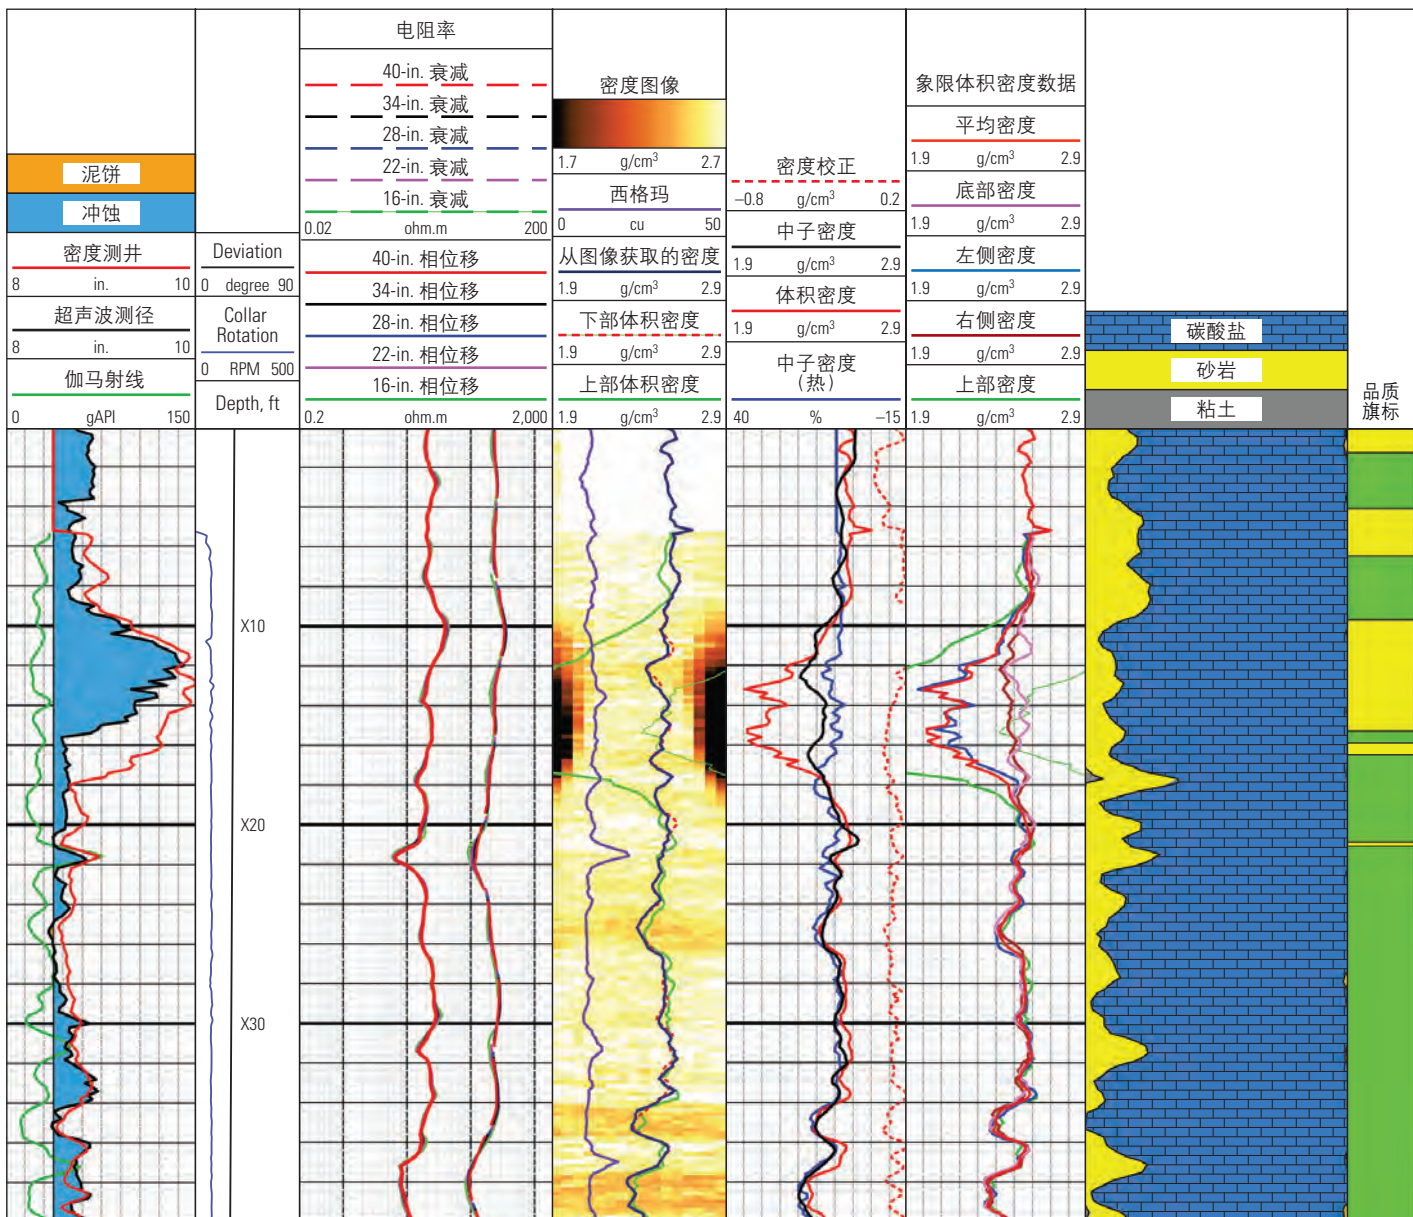 泥饼
冲蚀
密度测井
8 in. 10
超声波测径
8 in. 10
伽马射线
0 gAPI 150
Deviation
0 degree 90
Collar
Rotation
0 RPM 500
Depth, ft
电阻率
40-in. 衰减
34-in. 衰减
28-in. 衰减
22-in. 衰减
16-in. 衰减
0.02 ohm.m 200
40-in. 相位移
34-in. 相位移
28-in. 相位移
22-in. 相位移
16-in. 相位移
0.2 ohm.m 2,000
密度图像
1.7 g/cm³ 2.7
西格玛
0 cu 50
从图像获取的密度
1.9 g/cm³ 2.9
下部体积密度
1.9 g/cm³ 2.9
上部体积密度
1.9 g/cm³ 2.9
密度校正
–0.8 g/cm³ 0.2
中子密度
1.9 g/cm³ 2.9
体积密度
1.9 g/cm³ 2.9
中子密度
(热)
40 % –15
象限体积密度数据
平均密度
1.9 g/cm³ 2.9
底部密度
1.9 g/cm³ 2.9
左侧密度
1.9 g/cm³ 2.9
右侧密度
1.9 g/cm³ 2.9
上部密度
1.9 g/cm³ 2.9
碳酸盐
砂岩
粘土
品质
旗标
X10
X20
X30